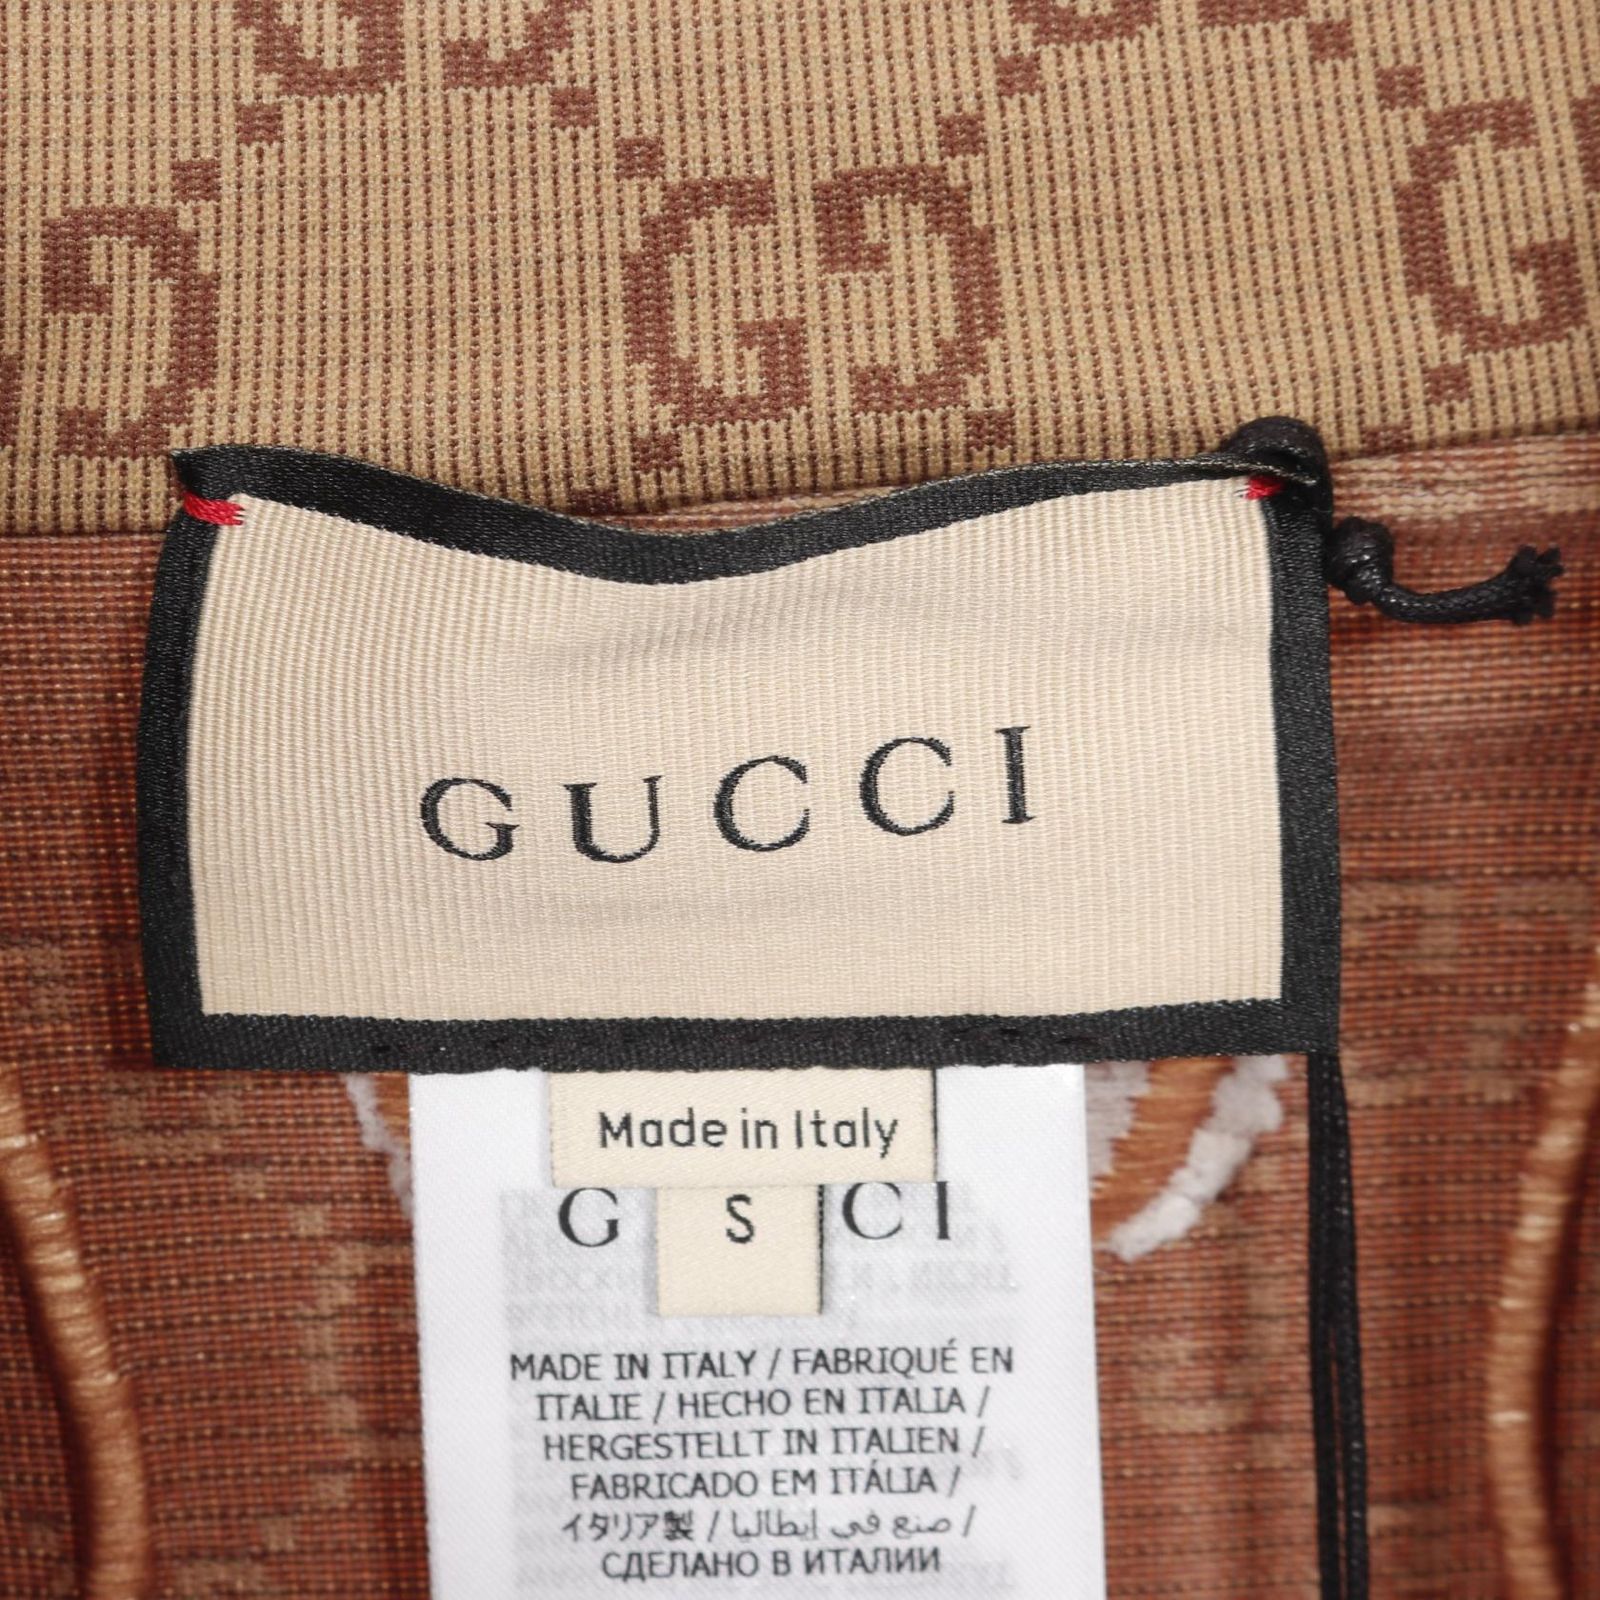 GUCCI
Made in Italy
G CI
S
MADE IN ITALY / FABRIQUÉ EN
ITALIE / HECHO EN ITALIA /
HERGESTELLT IN ITALIEN /
FABRICADO EM ITÁLIA /
イタリア製 / صنع في إيطاليا /
СДЕЛАНО В ИТАЛИИ